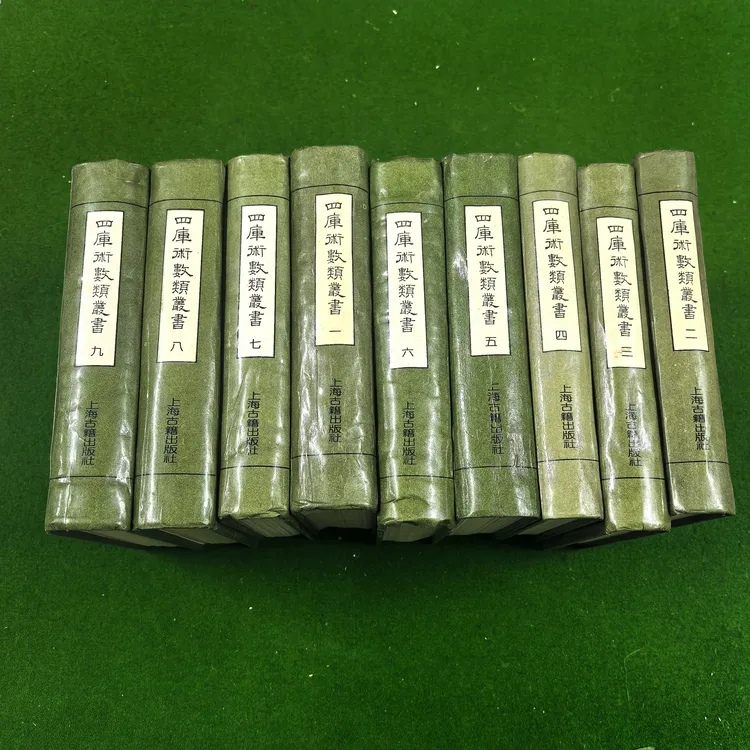 四庫術數類叢書 九
上海古籍出版社
四庫術數類叢書 八
上海古籍出版社
四庫術數類叢書 七
上海古籍出版社
四庫術數類叢書 一
上海古籍出版社
四庫術數類叢書 六
上海古籍出版社
四庫術數類叢書 五
上海古籍出版社
四庫術數類叢書 四
上海古籍出版社
四庫術數類叢書 三
上海古籍出版社
四庫術數類叢書 二
上海古籍出版社